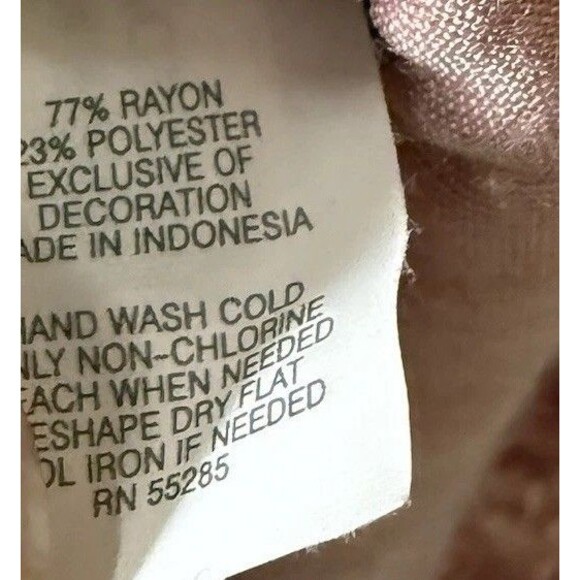 77% RAYON
23% POLYESTER
EXCLUSIVE OF
DECORATION
ADE IN INDONESIA
HAND WASH COLD
NLY NON-CHLORINE
EACH WHEN NEEDED
ESHAPE DRY FLAT
OL IRON IF NEEDED
RN 55285